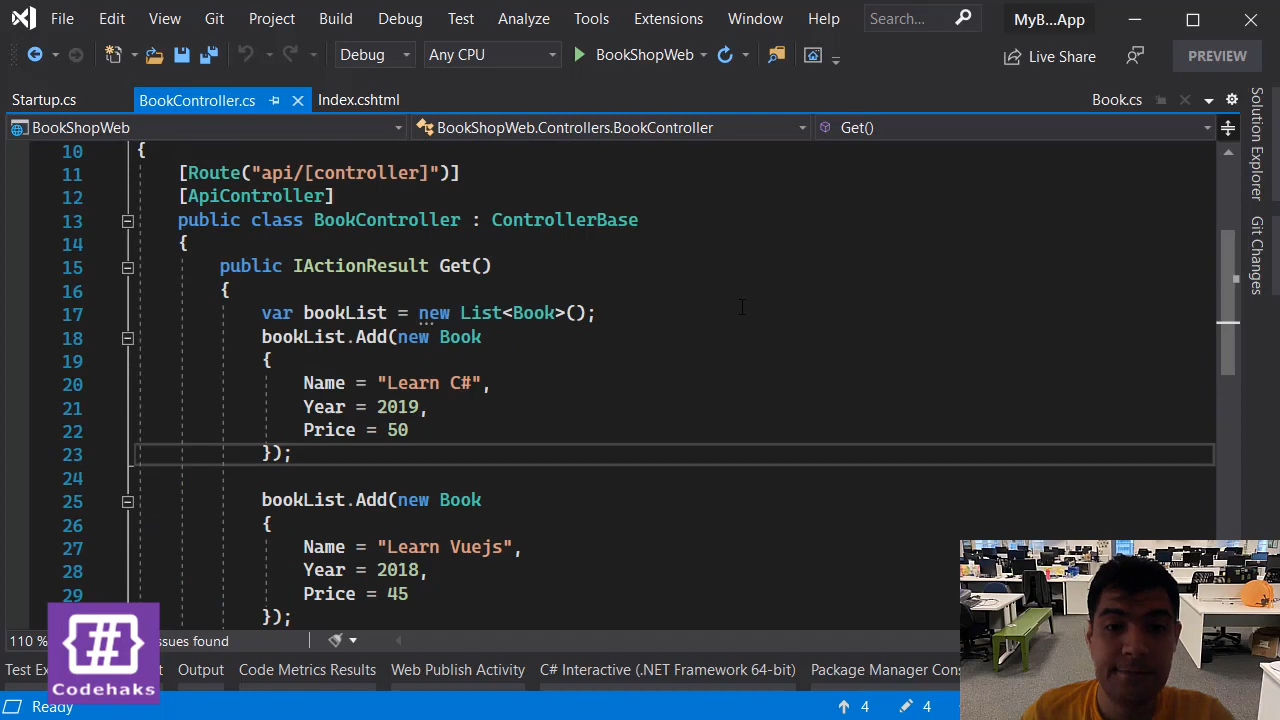 File Edit View Git Project Build Debug Test Analyze Tools Extensions Window Help Search... MyB...App
Debug Any CPU BookShopWeb Live Share PREVIEW
Startup.cs BookController.cs Index.cshtml Book.cs
BookShopWeb BookShopWeb.Controllers.BookController Get()
10 {
11 [Route("api/[controller]")]
12 [ApiController]
13 public class BookController : ControllerBase
14 {
15 public IActionResult Get()
16 {
17 var bookList = new List<Book>();
18 bookList.Add(new Book
19 {
20 Name = "Learn C#",
21 Year = 2019,
22 Price = 50
23 });
24
25 bookList.Add(new Book
26 {
27 Name = "Learn Vuejs",
28 Year = 2018,
29 Price = 45
});
Solution Explorer
Git Changes
110 % ssues found
Test Ex Output Code Metrics Results Web Publish Activity C# Interactive (.NET Framework 64-bit) Package Manager Cons
Ready 4 4
#
Codehaks